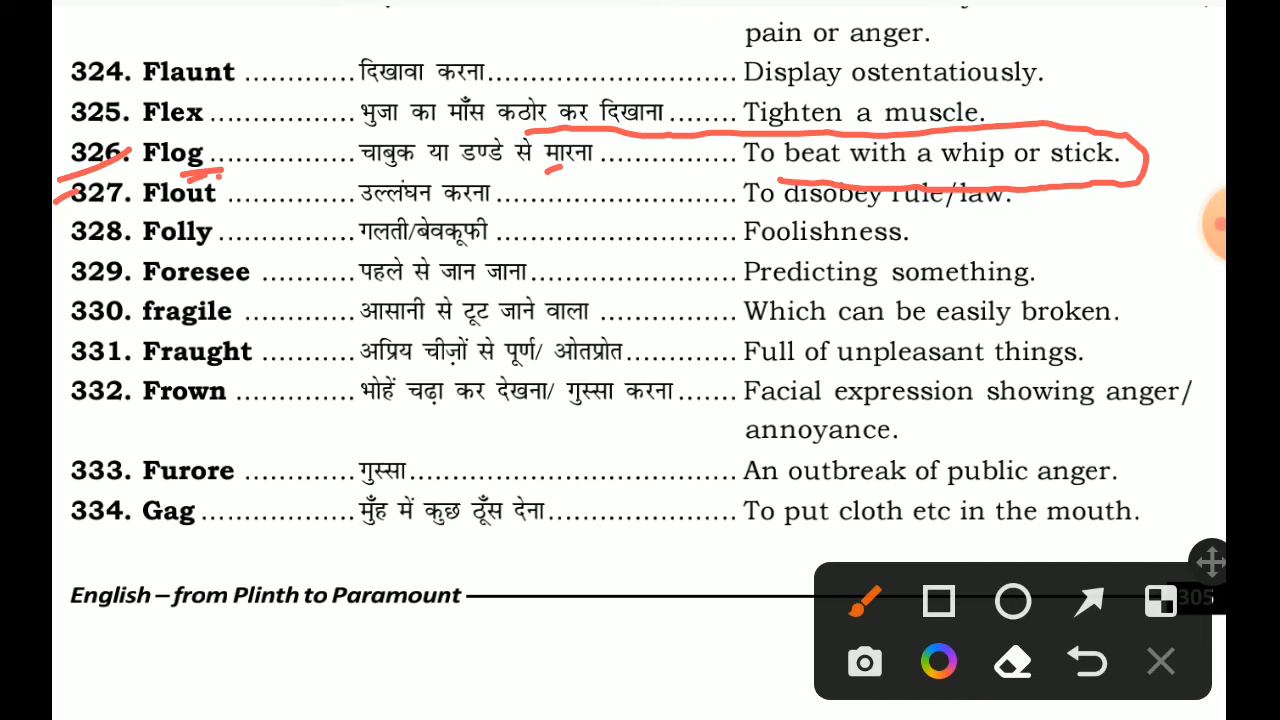 pain or anger.
324. Flaunt ............. दिखावा करना............................. Display ostentatiously.
325. Flex ................. भुजा का माँस कठोर कर दिखाना ........ Tighten a muscle.
326. Flog ................. चाबुक या डण्डे से मारना ................ To beat with a whip or stick.
327. Flout ............... उल्लंघन करना ............................ To disobey rule/law.
328. Folly ................ गलती/बेवकूफी ............................ Foolishness.
329. Foresee ........... पहले से जान जाना......................... Predicting something.
330. fragile ............. आसानी से टूट जाने वाला ................ Which can be easily broken.
331. Fraught ........... अप्रिय चीज़ों से पूर्ण/ ओतप्रोत............. Full of unpleasant things.
332. Frown .............. भोहें चढ़ा कर देखना/ गुस्सा करना ....... Facial expression showing anger/
annoyance.
333. Furore ............. गुस्सा...................................... An outbreak of public anger.
334. Gag .................. मुँह में कुछ ठूँस देना...................... To put cloth etc in the mouth.
English – from Plinth to Paramount
305